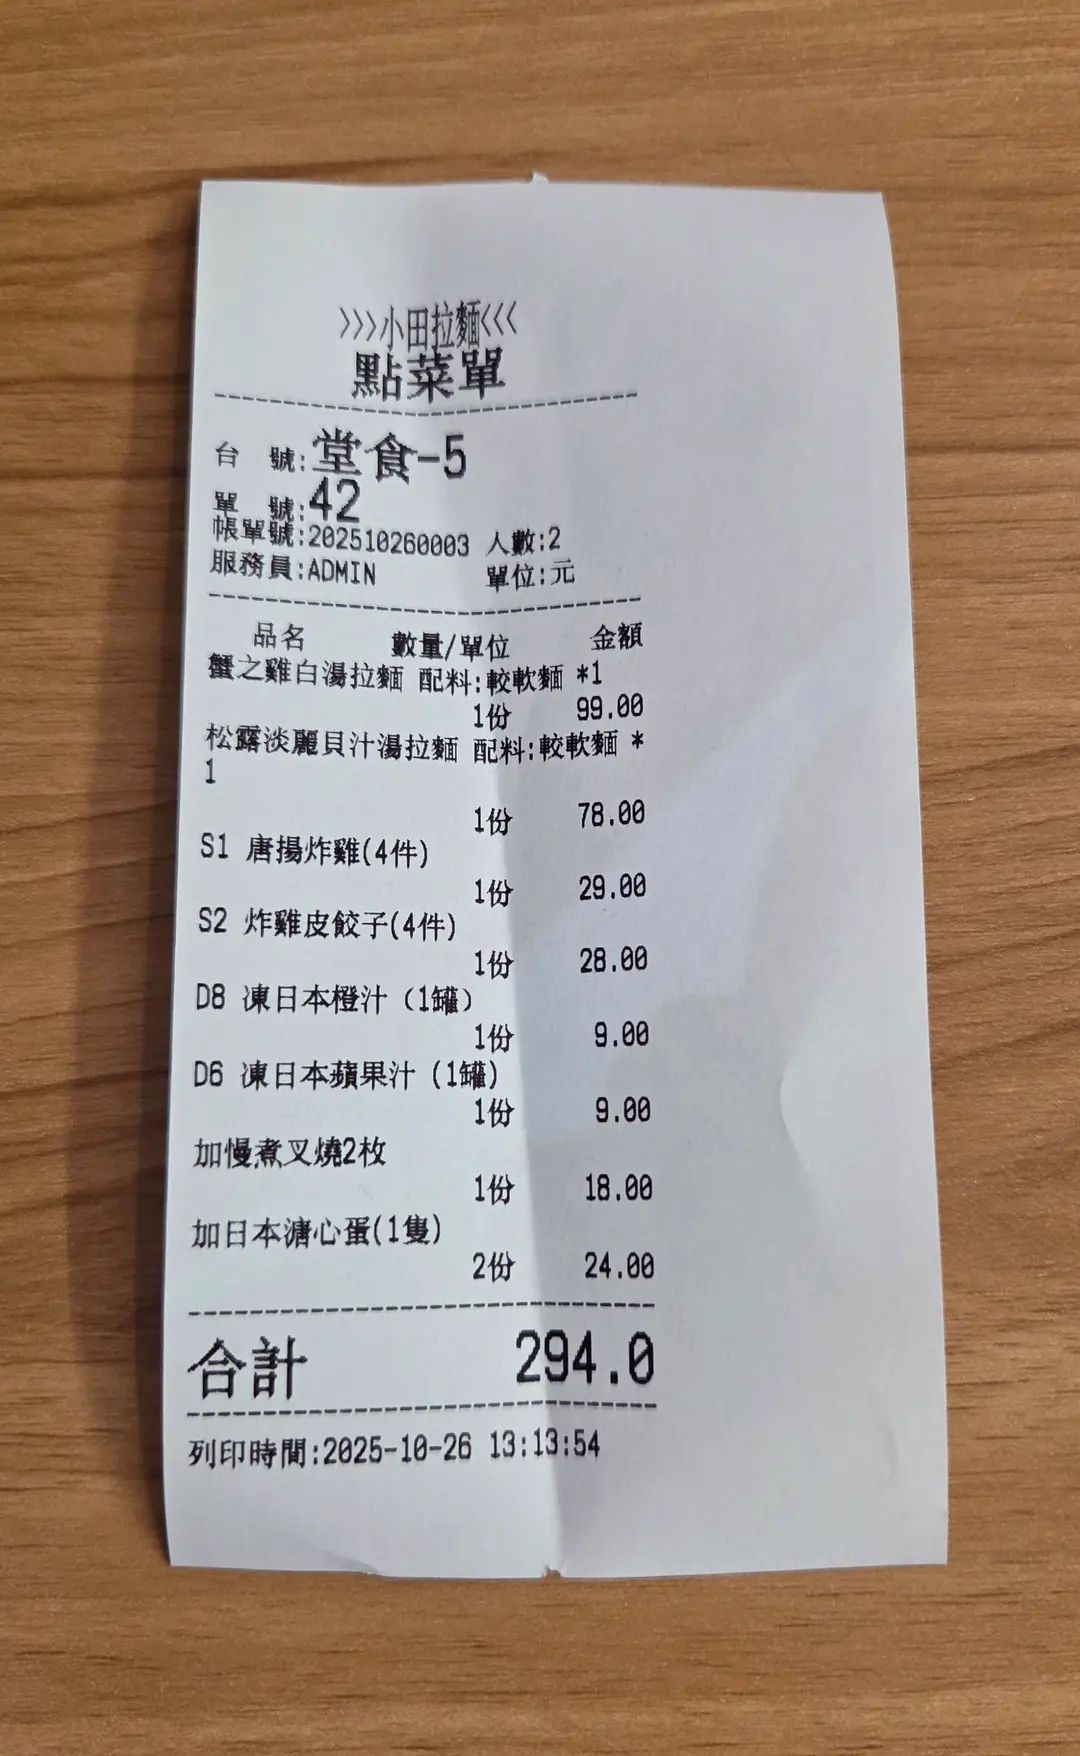 >>>小田拉麵<<<
點菜單
台 號:堂食-5
單 號:42
帳單號:202510260003 人數:2
服務員:ADMIN 單位:元
品名 數量/單位 金額
蟹之雞白湯拉麵 配料:較軟麵 *1
1份 99.00
松露淡麗貝汁湯拉麵 配料:較軟麵 *
1
1份 78.00
S1 唐揚炸雞(4件)
1份 29.00
S2 炸雞皮餃子(4件)
1份 28.00
D8 凍日本橙汁 (1罐)
1份 9.00
D6 凍日本蘋果汁 (1罐)
1份 9.00
加慢煮叉燒2枚
1份 18.00
加日本溏心蛋(1隻)
2份 24.00
合計 294.0
列印時間:2025-10-26 13:13:54